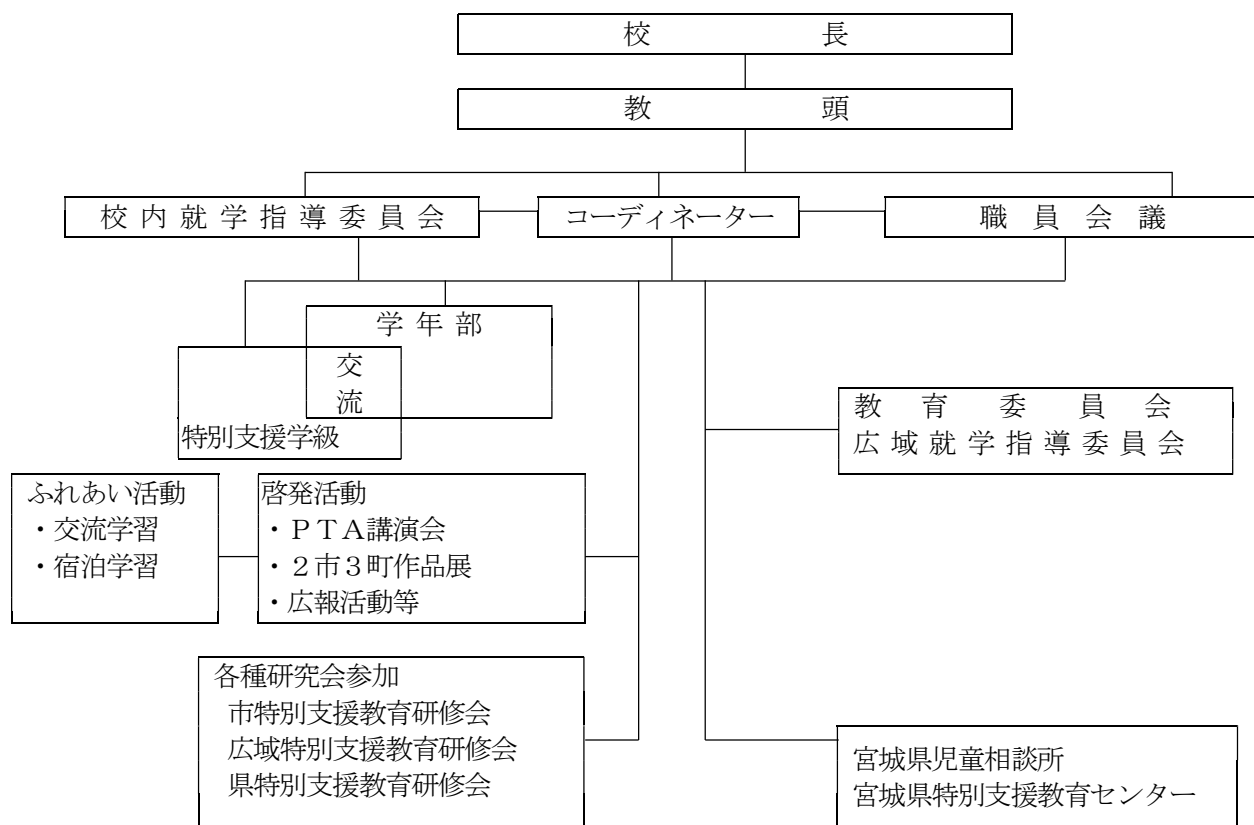 校長
教頭
校内就学指導委員会
コーディネーター
職員会議
学年部
交
流
特別支援学級
教育委員会
広域就学指導委員会
ふれあい活動
・交流学習
・宿泊学習
啓発活動
・ＰＴＡ講演会
・２市３町作品展
・広報活動等
各種研究会参加
市特別支援教育研修会
広域特別支援教育研修会
県特別支援教育研修会
宮城県児童相談所
宮城県特別支援教育センター